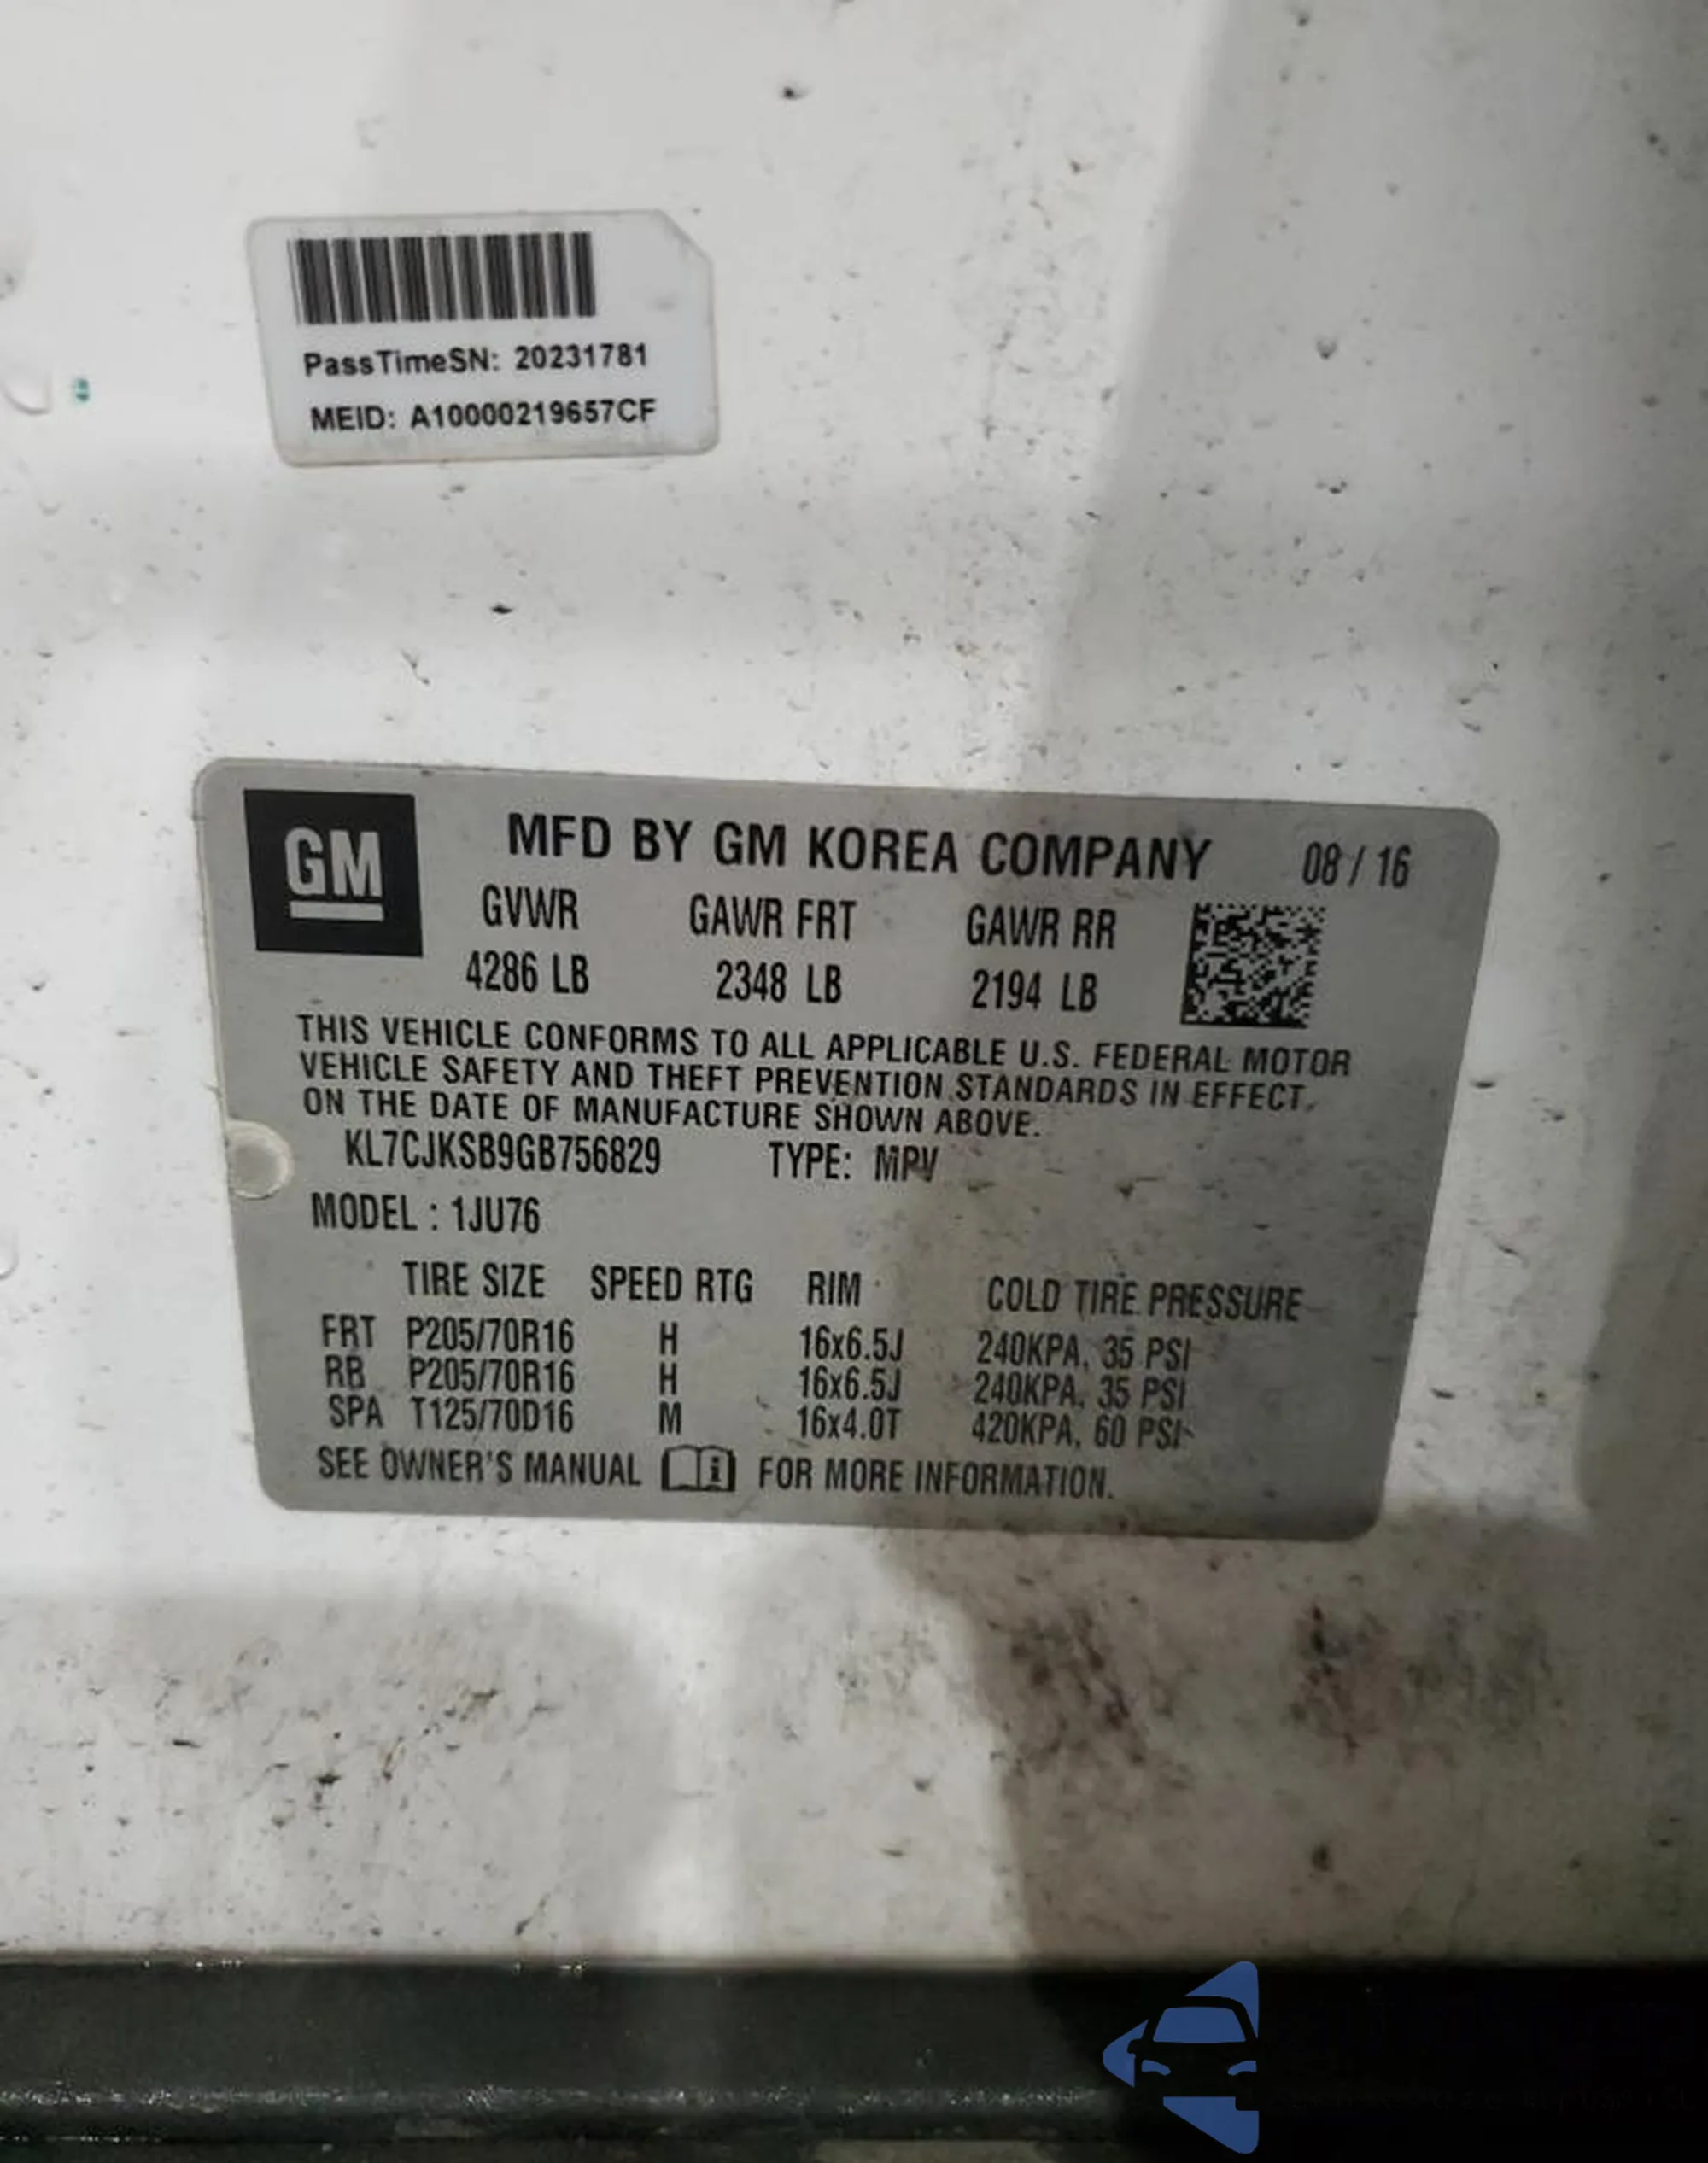 PassTimeSN: 20231781
MEID: A10000219657CF
GM
MFD BY GM KOREA COMPANY 08 / 16
GVWR GAWR FRT GAWR RR
4286 LB 2348 LB 2194 LB
THIS VEHICLE CONFORMS TO ALL APPLICABLE U.S. FEDERAL MOTOR
VEHICLE SAFETY AND THEFT PREVENTION STANDARDS IN EFFECT
ON THE DATE OF MANUFACTURE SHOWN ABOVE.
KL7CJKSB9GB756829 TYPE: MPV
MODEL : 1JU76
TIRE SIZE SPEED RTG RIM COLD TIRE PRESSURE
FRT P205/70R16 H 16x6.5J 240KPA, 35 PSI
RB P205/70R16 H 16x6.5J 240KPA, 35 PSI
SPA T125/70D16 M 16x4.0T 420KPA, 60 PSI
SEE OWNER'S MANUAL FOR MORE INFORMATION.